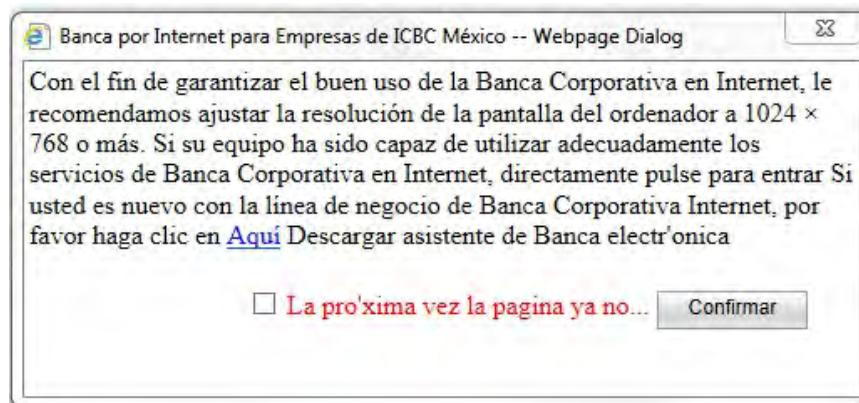 Banca por Internet para Empresas de ICBC México -- Webpage Dialog
Con el fin de garantizar el buen uso de la Banca Corporativa en Internet, le
recomendamos ajustar la resolución de la pantalla del ordenador a 1024 ×
768 o más. Si su equipo ha sido capaz de utilizar adecuadamente los
servicios de Banca Corporativa en Internet, directamente pulse para entrar Si
usted es nuevo con la línea de negocio de Banca Corporativa Internet, por
favor haga clic en Aquí Descargar asistente de Banca electr'onica
La pro'xima vez la pagina ya no... Confirmar